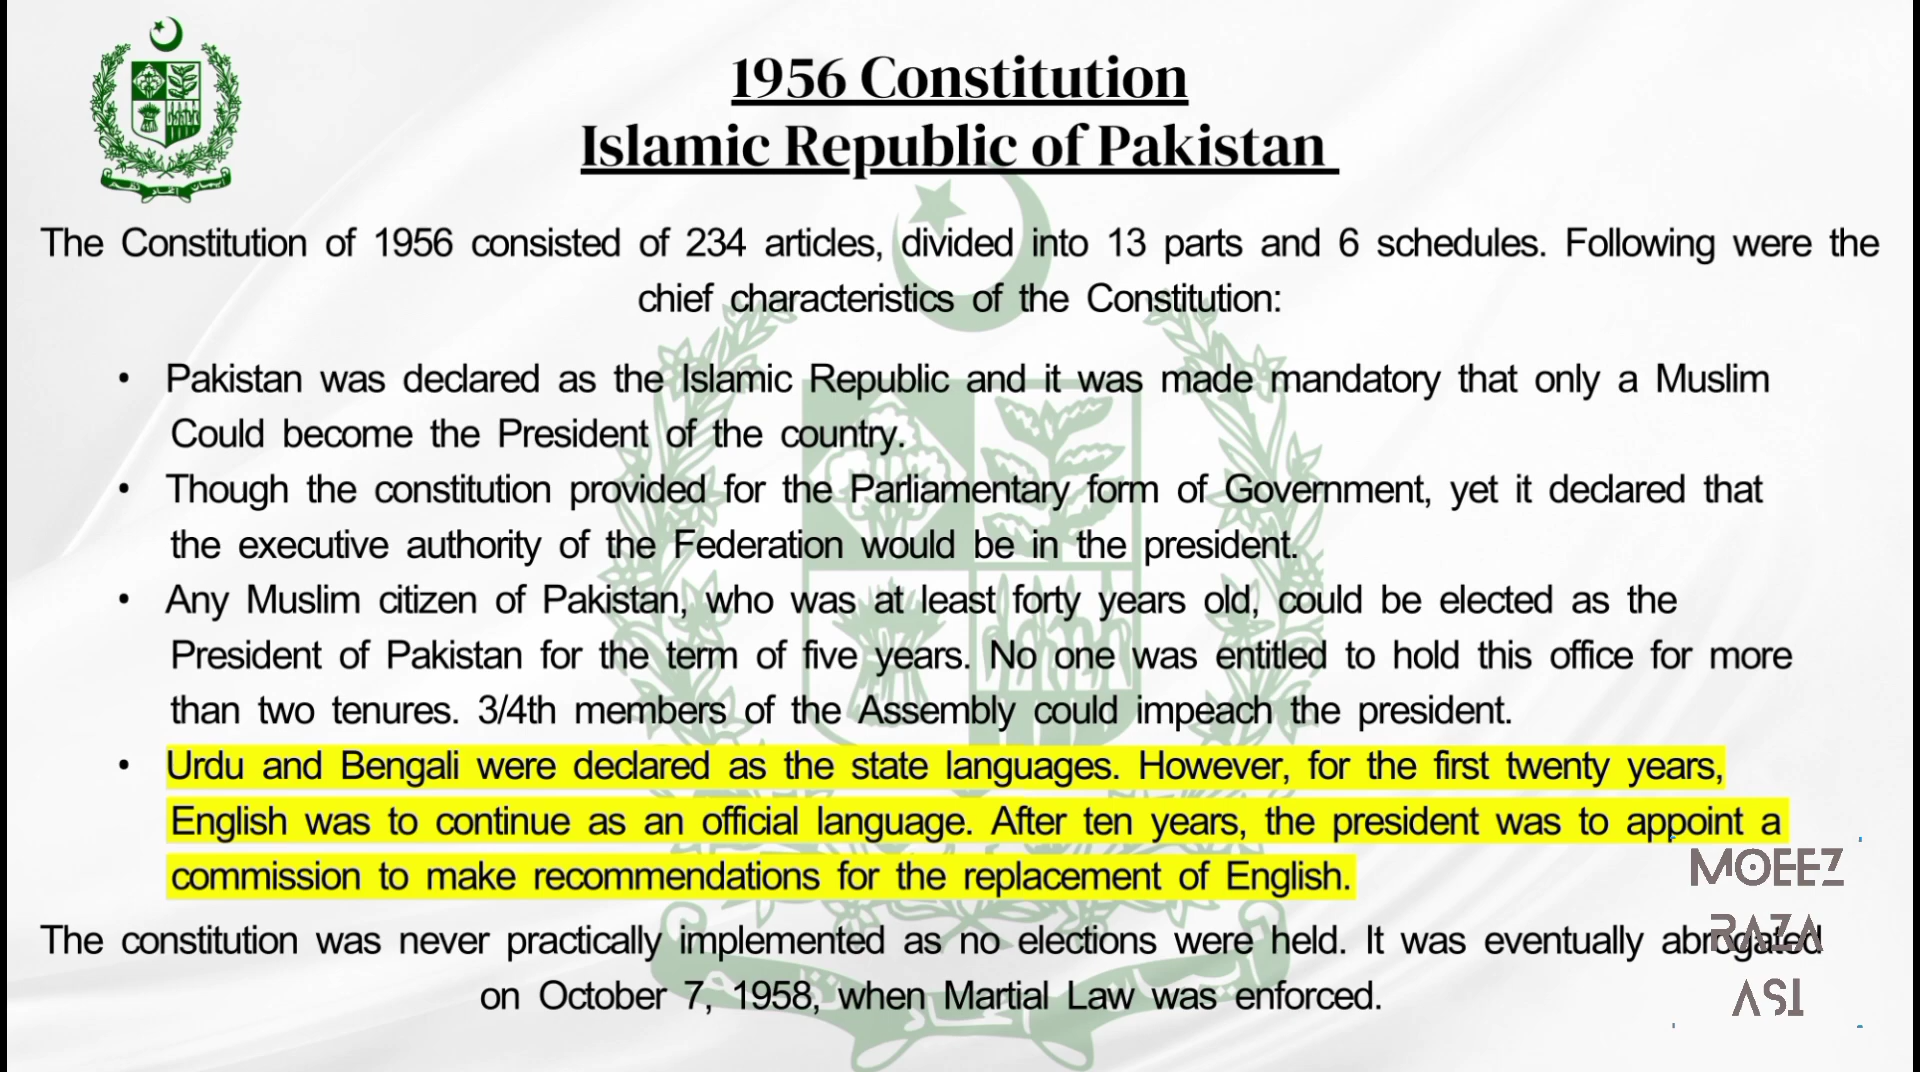 1956 Constitution
Islamic Republic of Pakistan
The Constitution of 1956 consisted of 234 articles, divided into 13 parts and 6 schedules. Following were the
chief characteristics of the Constitution:
• Pakistan was declared as the Islamic Republic and it was made mandatory that only a Muslim
Could become the President of the country.
• Though the constitution provided for the Parliamentary form of Government, yet it declared that
the executive authority of the Federation would be in the president.
• Any Muslim citizen of Pakistan, who was at least forty years old, could be elected as the
President of Pakistan for the term of five years. No one was entitled to hold this office for more
than two tenures. 3/4th members of the Assembly could impeach the president.
• Urdu and Bengali were declared as the state languages. However, for the first twenty years,
English was to continue as an official language. After ten years, the president was to appoint a
commission to make recommendations for the replacement of English.
The constitution was never practically implemented as no elections were held. It was eventually abrogated
on October 7, 1958, when Martial Law was enforced.
MOEEZ
RAZA
ASI